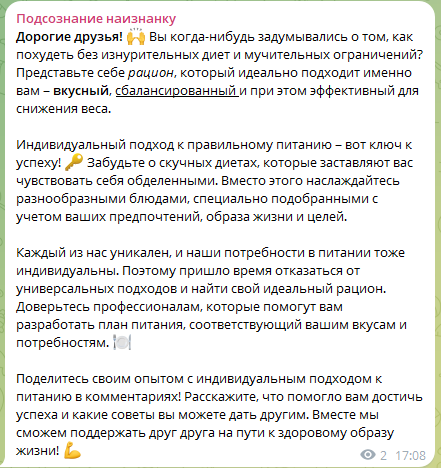 Подсознание наизнанку
Дорогие друзья! 🙌 Вы когда-нибудь задумывались о том, как
похудеть без изнурительных диет и мучительных ограничений?
Представьте себе рацион, который идеально подходит именно
вам – вкусный, сбалансированный и при этом эффективный для
снижения веса.
Индивидуальный подход к правильному питанию – вот ключ к
успеху! 🔑 Забудьте о скучных диетах, которые заставляют вас
чувствовать себя обделенными. Вместо этого наслаждайтесь
разнообразными блюдами, специально подобранными с
учетом ваших предпочтений, образа жизни и целей.
Каждый из нас уникален, и наши потребности в питании тоже
индивидуальны. Поэтому пришло время отказаться от
универсальных подходов и найти свой идеальный рацион.
Доверьтесь профессионалам, которые помогут вам
разработать план питания, соответствующий вашим вкусам и
потребностям. 🍽️
Поделитесь своим опытом с индивидуальным подходом к
питанию в комментариях! Расскажите, что помогло вам достичь
успеха и какие советы вы можете дать другим. Вместе мы
сможем поддержать друг друга на пути к здоровому образу
жизни! 💪 2 17:08